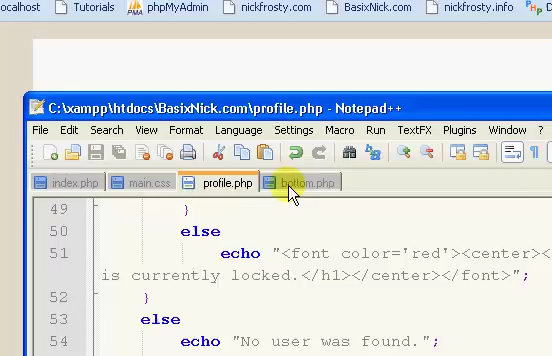 ocalhost Tutorials PMA phpMyAdmin nickfrosty.com BasixNick.com nickfrosty.info PHP D
C:\xampp\htdocs\BasixNick.com\profile.php - Notepad++
File Edit Search View Format Language Settings Macro Run TextFX Plugins Window ?
index.php main.css profile.php bottom.php
49 }
50 else
51 echo "<font color='red'><center><
is currently locked.</h1></center></font>";
52 }
53 else
54 echo "No user was found.";